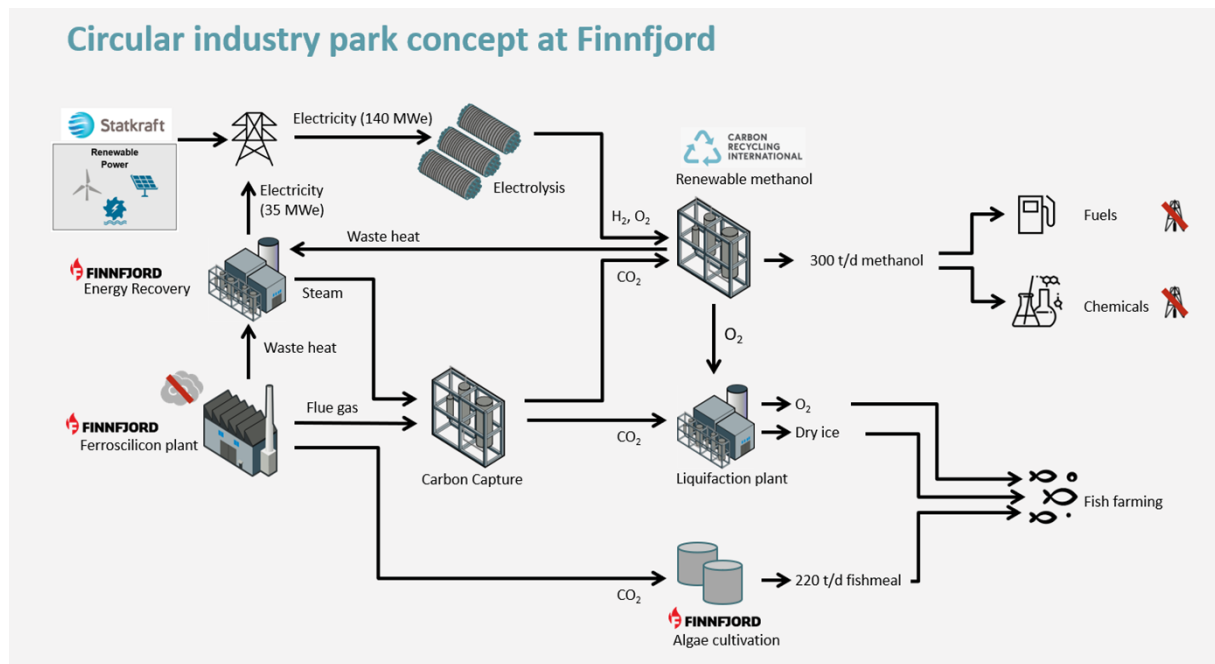 Circular industry park concept at Finnfjord
Statkraft
Renewable
Power
Electricity (140 MWe)
Electrolysis
CARBON
RECYCLING
INTERNATIONAL
Renewable methanol
Electricity
(35 MWe)
H₂, O₂
Waste heat
FINNFJORD
Energy Recovery
Steam
CO₂
300 t/d methanol
Fuels
Chemicals
Waste heat
O₂
FINNFJORD
Ferroscilicon plant
Flue gas
Carbon Capture
CO₂
Liquifaction plant
O₂
Dry ice
Fish farming
CO₂
220 t/d fishmeal
FINNFJORD
Algae cultivation